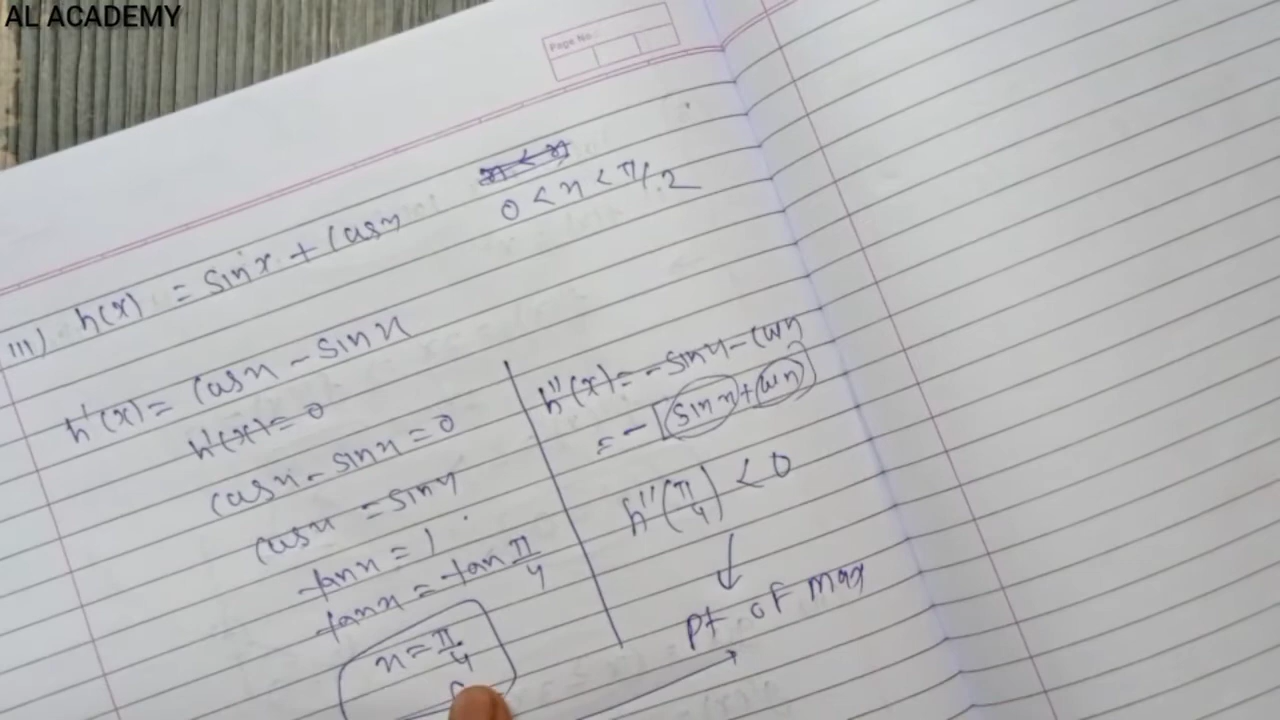 AL ACADEMY
Page No.
0 < x < π/2
III) h(x) = sin x + cos x
h'(x) = cos x - sin x
h'(x) = 0
cos x - sin x = 0
cos x = sin x
tan x = 1
tan x = tan π/4
x = π/4
h''(x) = - sin x - cos x
= - [sin x + cos x]
h''(π/4) < 0
↓
pt of max